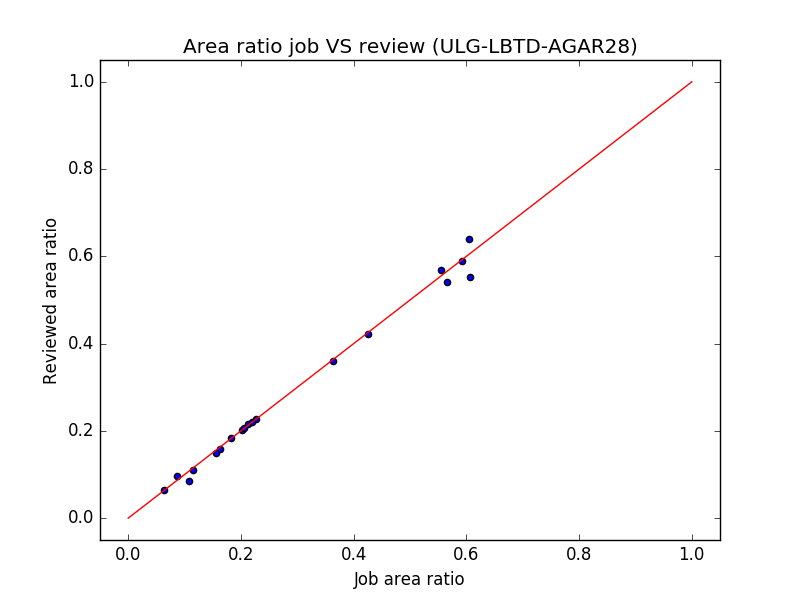 Area ratio job VS review (ULG-LBTD-AGAR28)
1.0
0.8
0.6
0.4
0.2
0.0
Reviewed area ratio
0.0 0.2 0.4 0.6 0.8 1.0
Job area ratio